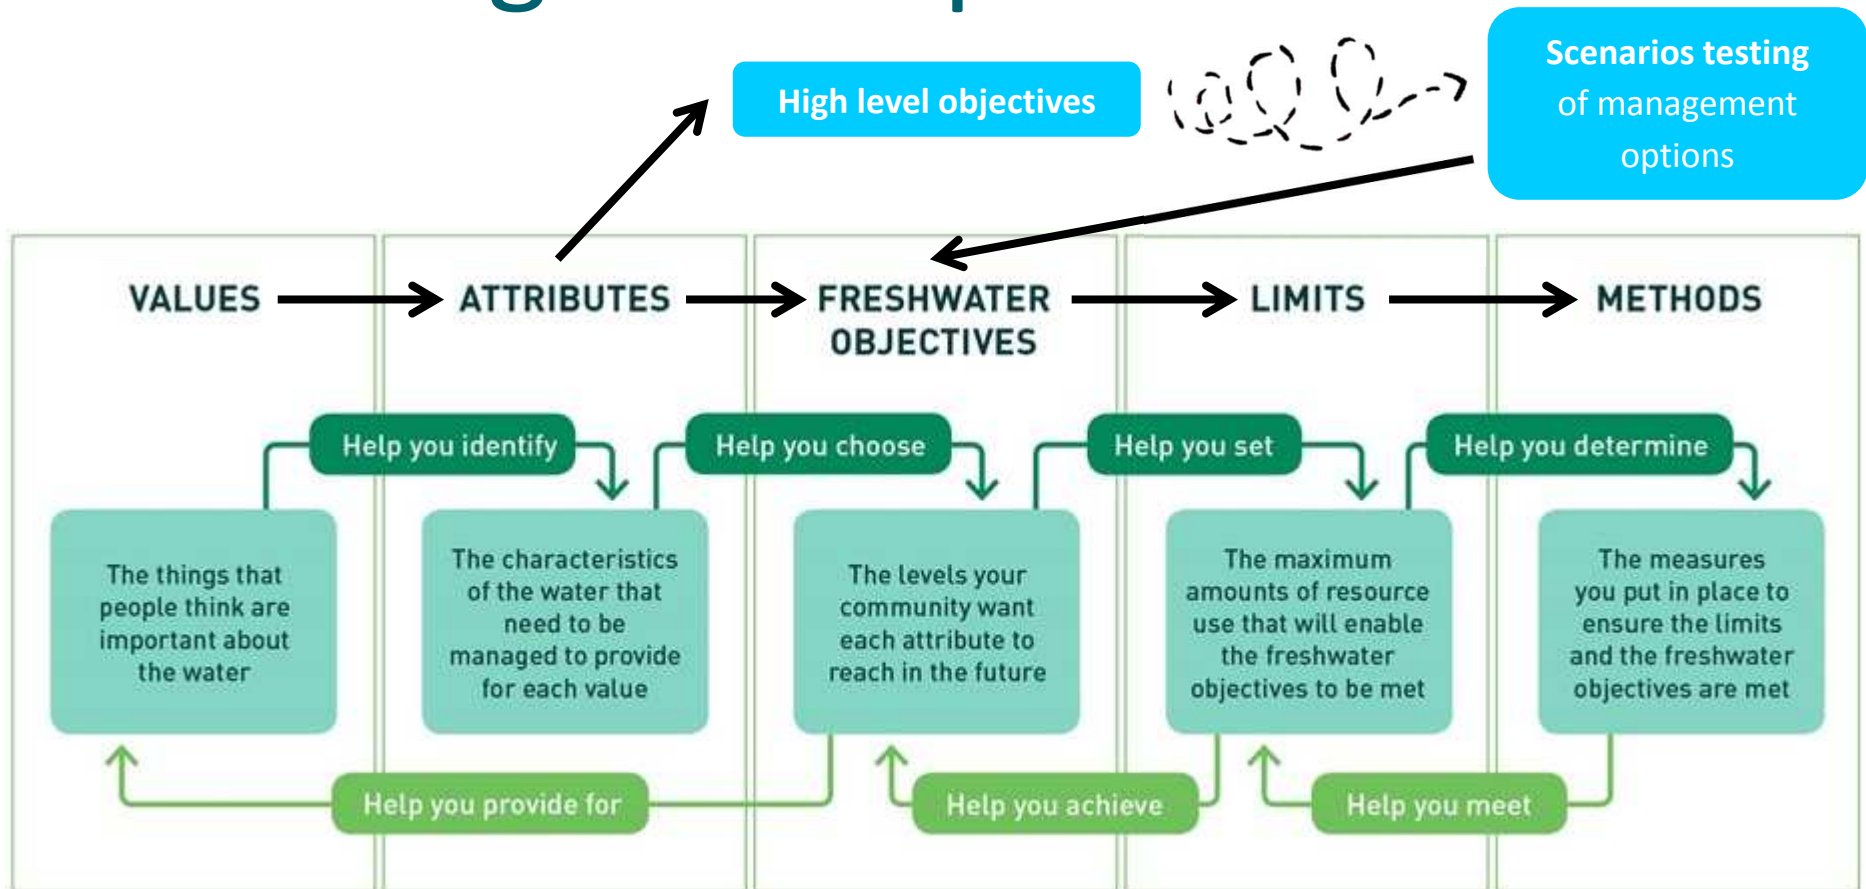 High level objectives
Scenarios testing
of management
options
VALUES
ATTRIBUTES
FRESHWATER
OBJECTIVES
LIMITS
METHODS
Help you identify
Help you choose
Help you set
Help you determine
The things that
people think are
important about
the water
The characteristics
of the water that
need to be
managed to provide
for each value
The levels your
community want
each attribute to
reach in the future
The maximum
amounts of resource
use that will enable
the freshwater
objectives to be met
The measures
you put in place to
ensure the limits
and the freshwater
objectives are met
Help you provide for
Help you achieve
Help you meet